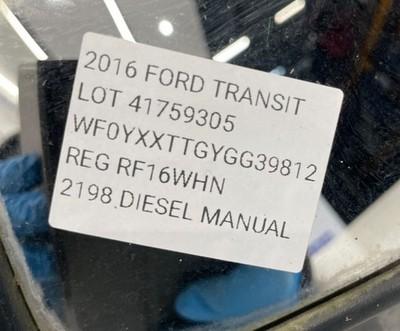 2016 FORD TRANSIT
LOT 41759305
WF0YXXTTGYGG39812
REG RF16WHN
2198.DIESEL MANUAL